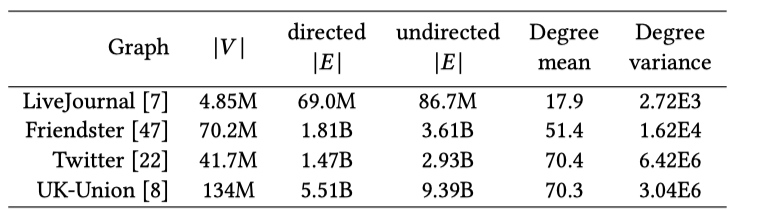 Graph |V| directed |E| undirected |E| Degree mean Degree variance
LiveJournal [7] 4.85M 69.0M 86.7M 17.9 2.72E3
Friendster [47] 70.2M 1.81B 3.61B 51.4 1.62E4
Twitter [22] 41.7M 1.47B 2.93B 70.4 6.42E6
UK-Union [8] 134M 5.51B 9.39B 70.3 3.04E6